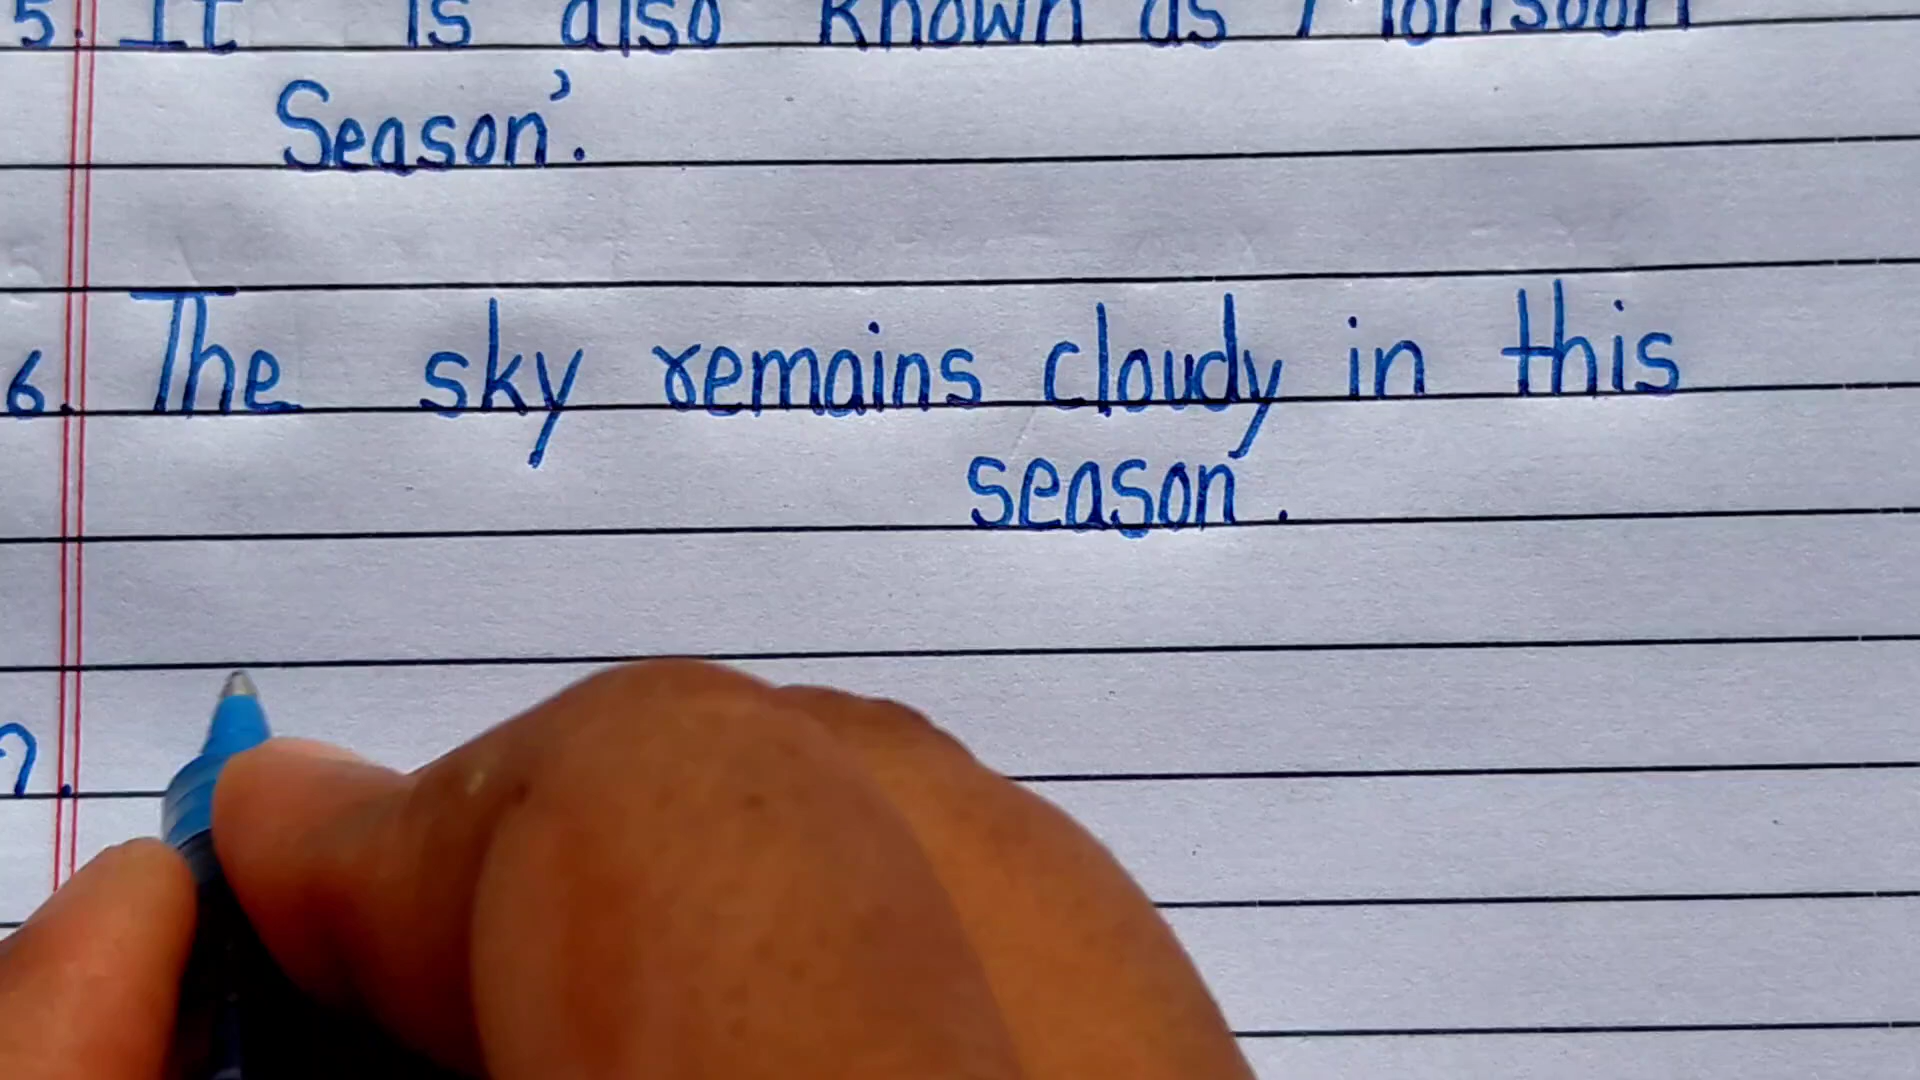 5. It is also known as Monsoon
Season'.
6. The sky remains cloudy in this
season.
7.